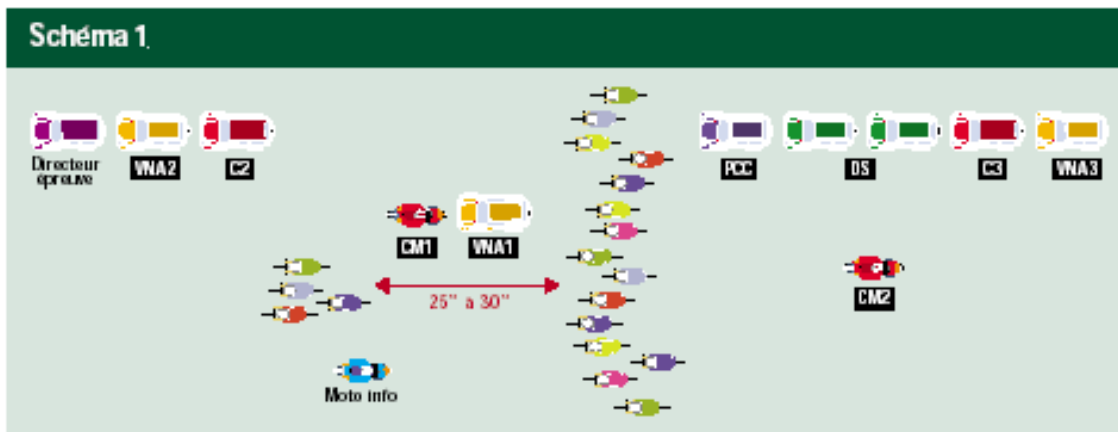 Schéma 1.
Directeur
épreuve
VNA2
C2
PCC
DS
C3
VNA3
CM1
VNA1
25" à 30"
CM2
Moto info